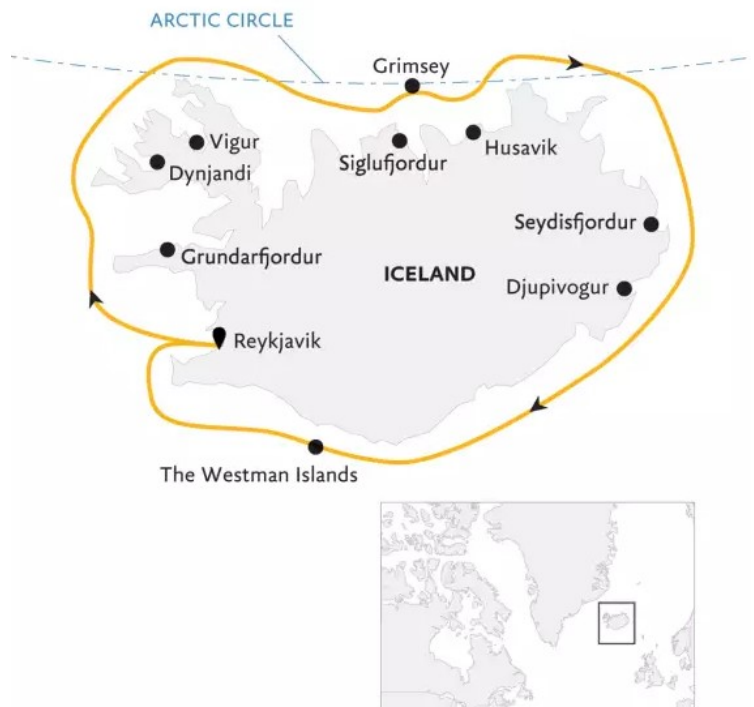 ARCTIC CIRCLE
Grimsey
Vigur
Dynjandi
Siglufjordur
Husavik
Seydisfjordur
Grundarfjordur
ICELAND
Djupivogur
Reykjavik
The Westman Islands